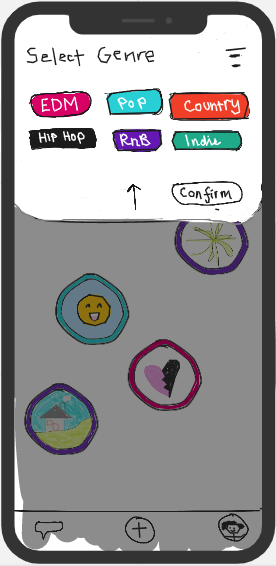 Select Genre
EDM Pop Country
Hip Hop RnB Indie
Confirm